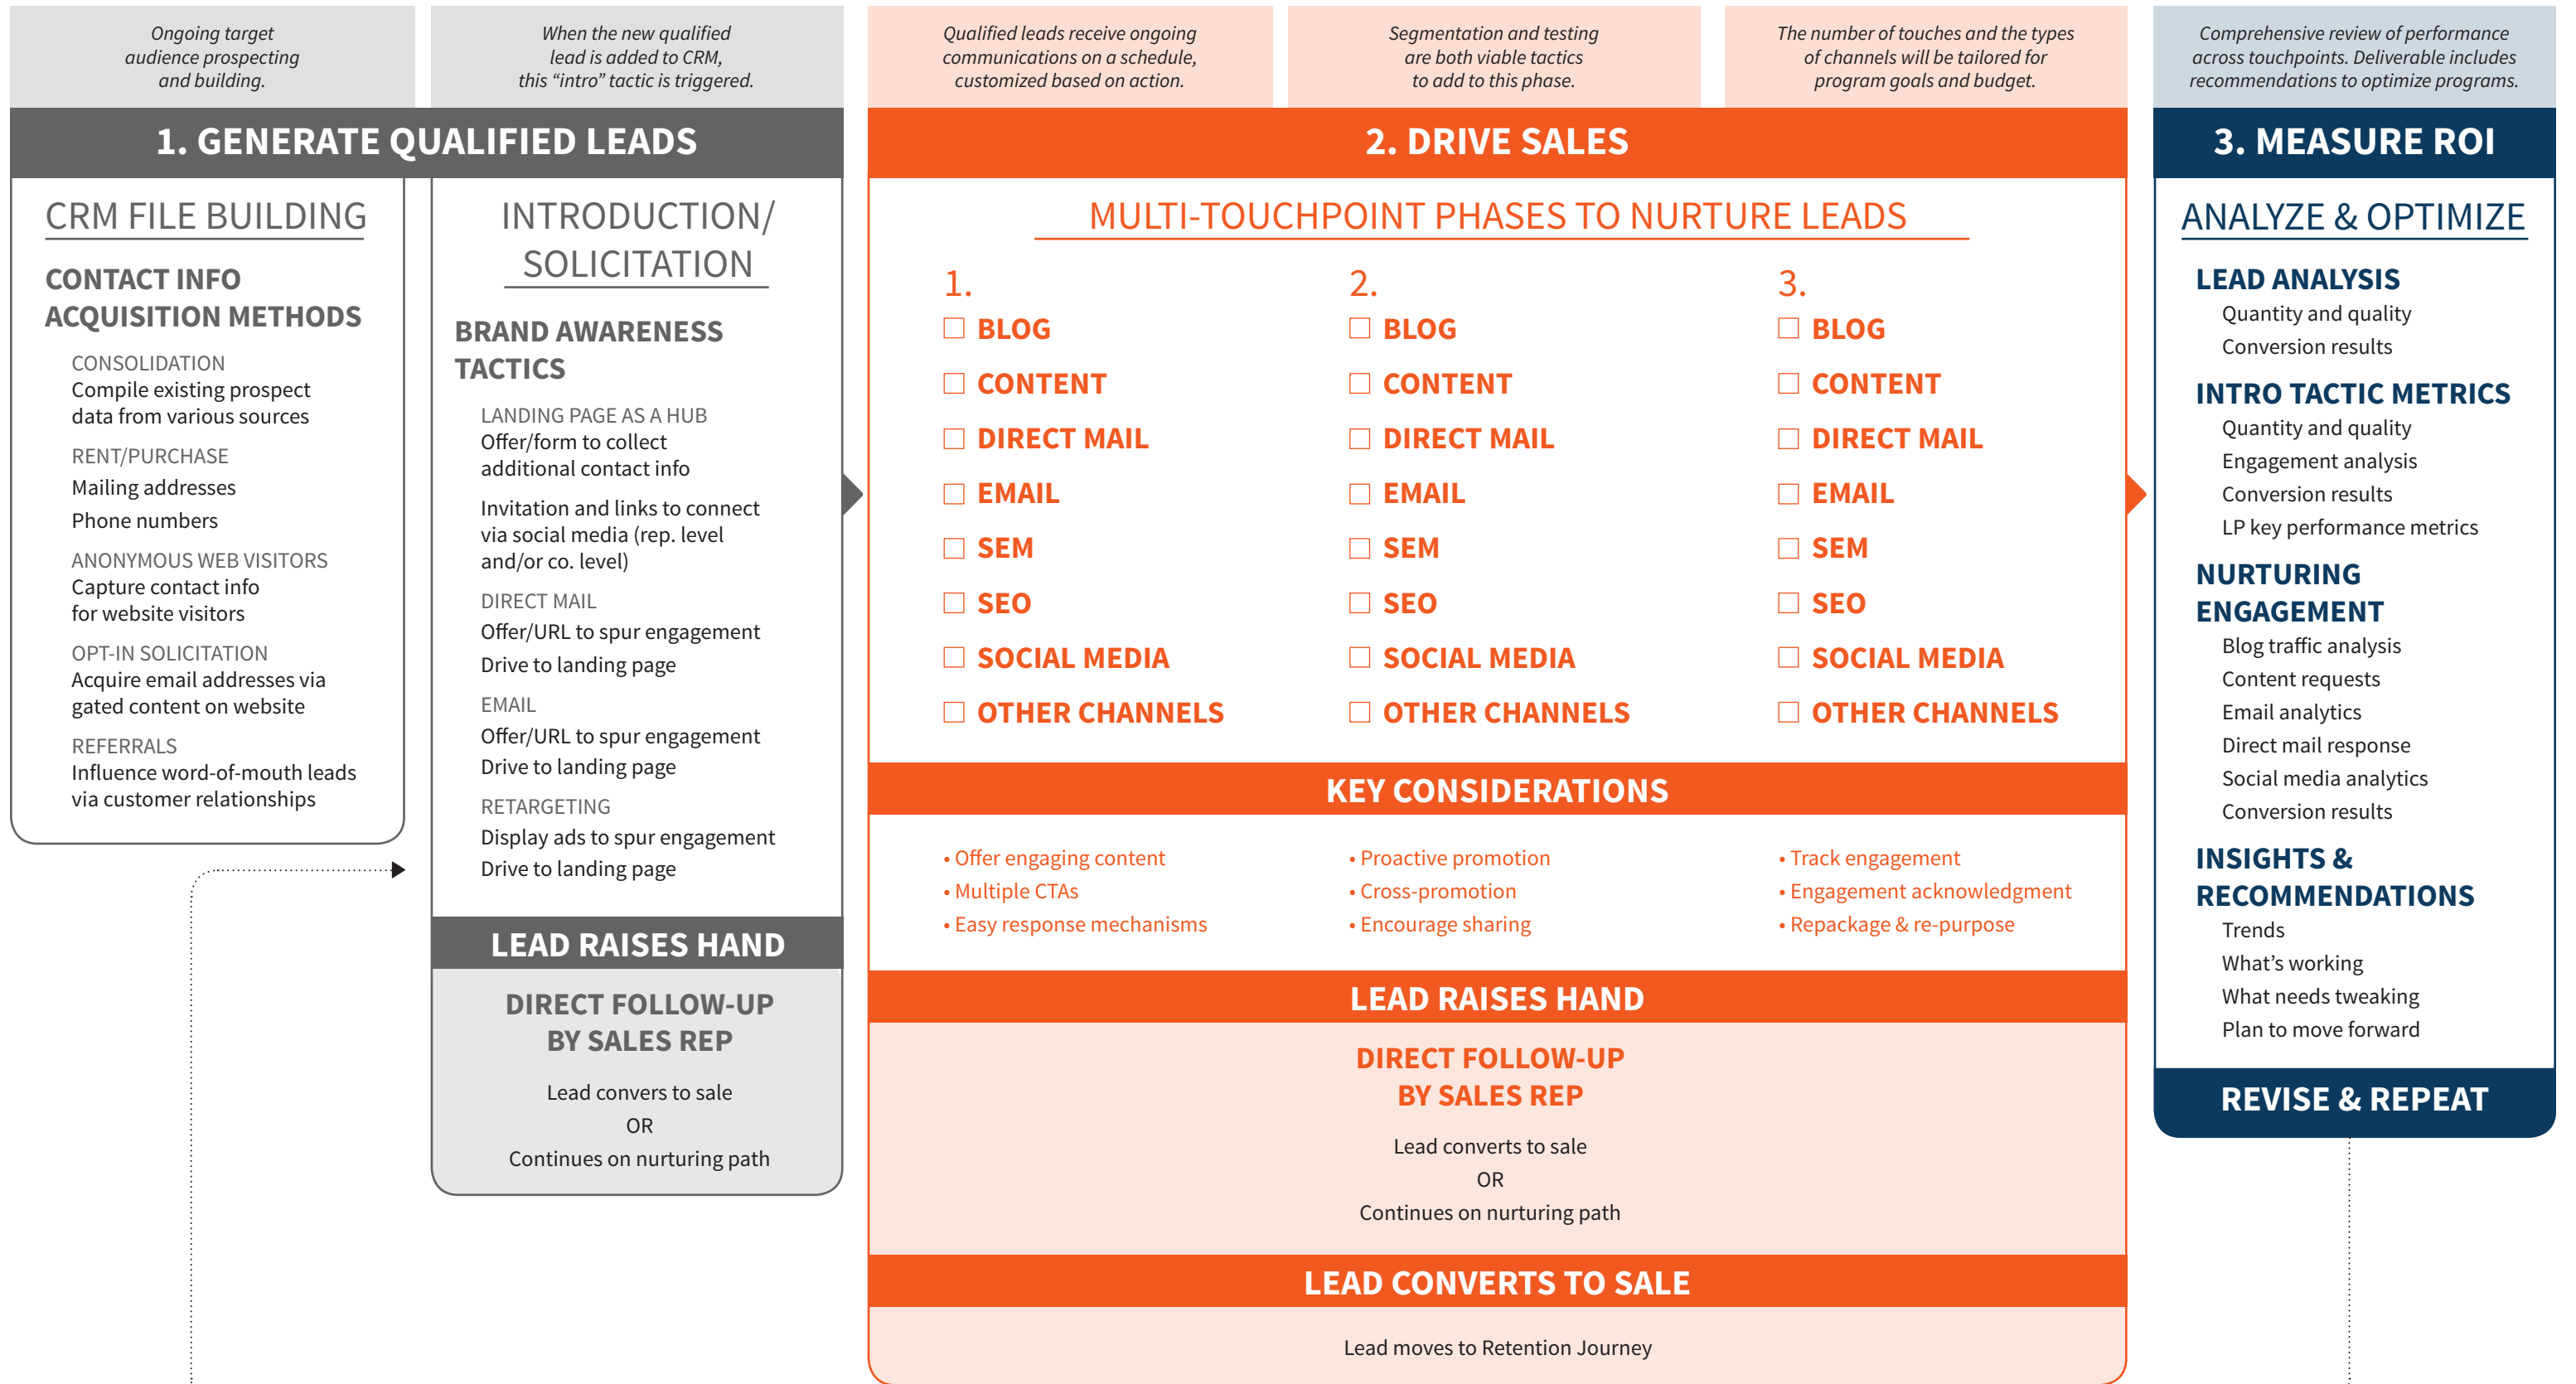 Ongoing target
audience prospecting
and building.
When the new qualified
lead is added to CRM,
this “intro” tactic is triggered.
Qualified leads receive ongoing
communications on a schedule,
customized based on action.
Segmentation and testing
are both viable tactics
to add to this phase.
The number of touches and the types
of channels will be tailored for
program goals and budget.
Comprehensive review of performance
across touchpoints. Deliverable includes
recommendations to optimize programs.
1. GENERATE QUALIFIED LEADS
CRM FILE BUILDING
CONTACT INFO
ACQUISITION METHODS
CONSOLIDATION
Compile existing prospect
data from various sources
RENT/PURCHASE
Mailing addresses
Phone numbers
ANONYMOUS WEB VISITORS
Capture contact info
for website visitors
OPT-IN SOLICITATION
Acquire email addresses via
gated content on website
REFERRALS
Influence word-of-mouth leads
via customer relationships
INTRODUCTION/
SOLICITATION
BRAND AWARENESS
TACTICS
LANDING PAGE AS A HUB
Offer/form to collect
additional contact info
Invitation and links to connect
via social media (rep. level
and/or co. level)
DIRECT MAIL
Offer/URL to spur engagement
Drive to landing page
EMAIL
Offer/URL to spur engagement
Drive to landing page
RETARGETING
Display ads to spur engagement
Drive to landing page
LEAD RAISES HAND
DIRECT FOLLOW-UP
BY SALES REP
Lead convers to sale
OR
Continues on nurturing path
2. DRIVE SALES
MULTI-TOUCHPOINT PHASES TO NURTURE LEADS
1.
BLOG
CONTENT
DIRECT MAIL
EMAIL
SEM
SEO
SOCIAL MEDIA
OTHER CHANNELS
2.
BLOG
CONTENT
DIRECT MAIL
EMAIL
SEM
SEO
SOCIAL MEDIA
OTHER CHANNELS
3.
BLOG
CONTENT
DIRECT MAIL
EMAIL
SEM
SEO
SOCIAL MEDIA
OTHER CHANNELS
KEY CONSIDERATIONS
• Offer engaging content
• Multiple CTAs
• Easy response mechanisms
• Proactive promotion
• Cross-promotion
• Encourage sharing
• Track engagement
• Engagement acknowledgment
• Repackage & re-purpose
LEAD RAISES HAND
DIRECT FOLLOW-UP
BY SALES REP
Lead converts to sale
OR
Continues on nurturing path
LEAD CONVERTS TO SALE
Lead moves to Retention Journey
3. MEASURE ROI
ANALYZE & OPTIMIZE
LEAD ANALYSIS
Quantity and quality
Conversion results
INTRO TACTIC METRICS
Quantity and quality
Engagement analysis
Conversion results
LP key performance metrics
NURTURING
ENGAGEMENT
Blog traffic analysis
Content requests
Email analytics
Direct mail response
Social media analytics
Conversion results
INSIGHTS &
RECOMMENDATIONS
Trends
What’s working
What needs tweaking
Plan to move forward
REVISE & REPEAT